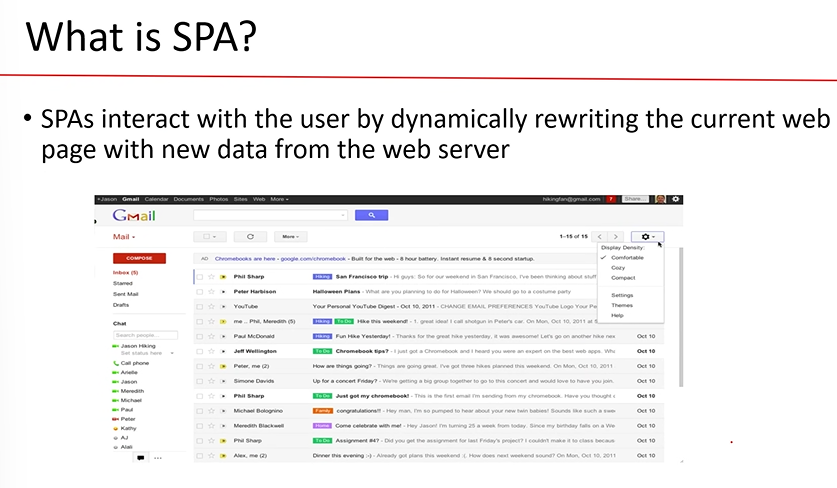 What is SPA?
• SPAs interact with the user by dynamically rewriting the current web
page with new data from the web server
+Jason Gmail Calendar Documents Photos Sites Web More
hikingfan@gmail.com Share...
Gmail
Mail
More
1–15 of 15
Display Density:
Comfortable
Cozy
Compact
Settings
Themes
Help
COMPOSE
Inbox (5)
Starred
Sent Mail
Drafts
Chat
Search people...
Jason Hiking
Set status here
Call phone
Arielle
Jason
Meredith
Michael
Paul
Peter
Kathy
AJ
Alali
AD Chromebooks are here - google.com/chromebook - Built for the web - 8 hour battery. Instant resume & 8 second startup.
Phil Sharp Hiking San Francisco trip - Hi guys: So for our weekend in San Francisco, I've been thinking about stuff
Peter Harbison Halloween Plans - What are you planning to do for Halloween? We should go to a costume party
YouTube Your Personal YouTube Digest - Oct 10, 2011 - CHANGE EMAIL PREFERENCES YouTube Logo Your Pe
me .. Phil, Meredith (5) Hiking To Do Hike this weekend! - 1. great idea! I call shotgun in Peter's car. On Mon, Oct 10, 2011 at
Paul McDonald Hiking Fun Hike Yesterday! - Thanks for the great hike yesterday, it was awesome! Let's go on another hike nex Oct 10
Jeff Wellington To Do Chromebook tips? - I just got a Chromebook and I heard you were an expert on the best web apps. Oct 10
Peter, me (2) How are things going? - Things are going great. I've got three hikes planned this weekend. On Mon, Oct 10, 2011 Oct 10
Simone Davids Up for a concert Friday? - We're getting a big group together to go to this concert and would love to have you join. Oct 10
Phil Sharp To Do Just got my chromebook! - This is the first email I'm sending from my chromebook. Have you thought Oct 10
Michael Bolognino Family congratulations!! - Hey man, I'm so pumped to hear about your new twin babies! Sounds like such a Oct 10
Meredith Blackwell Home Come celebrate with me! - Hey Jason! I'm turning 25 a week from today. Since my birthday falls on a We Oct 10
Phil Sharp To Do Assignment #47 - Did you get the assignment for last Friday's project? I couldn't make it to class becaus Oct 10
Alex, me (2) Dinner this evening :-) - Already got plans this weekend :(. How does next weekend sound? On Mon, Oct 10, 2011 Oct 10